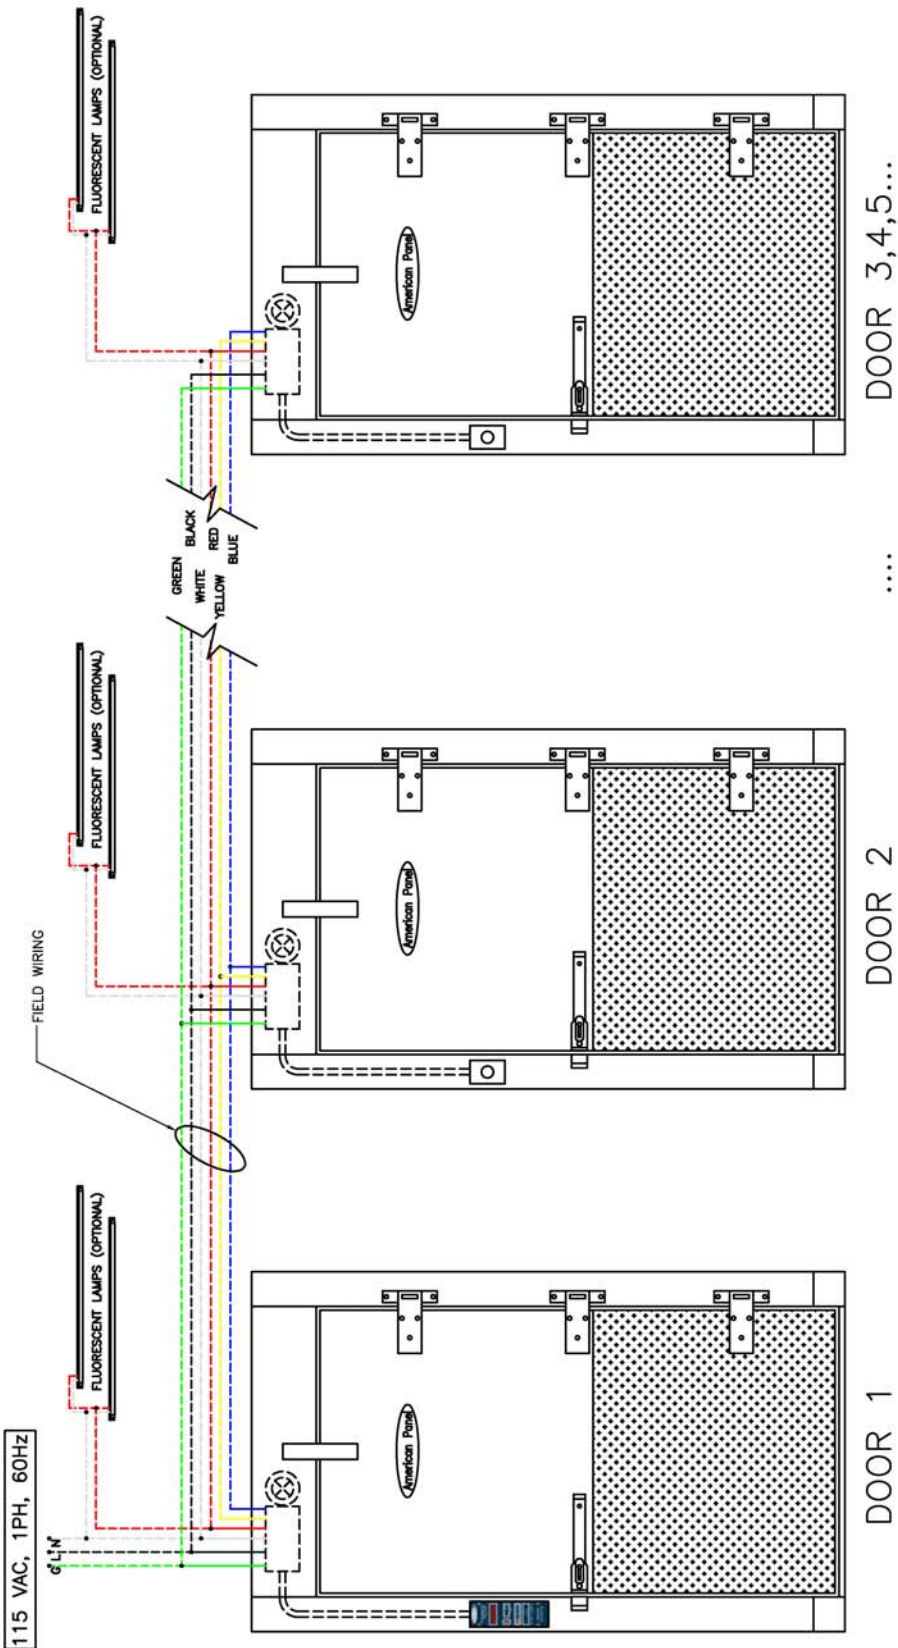 115 VAC, 1PH, 60Hz
G L N
FLUORESCENT LAMPS (OPTIONAL)
FLUORESCENT LAMPS (OPTIONAL)
FLUORESCENT LAMPS (OPTIONAL)
FIELD WIRING
GREEN
BLACK
WHITE
RED
YELLOW
BLUE
American Panel
American Panel
American Panel
DOOR 1
DOOR 2
....
DOOR 3,4,5...